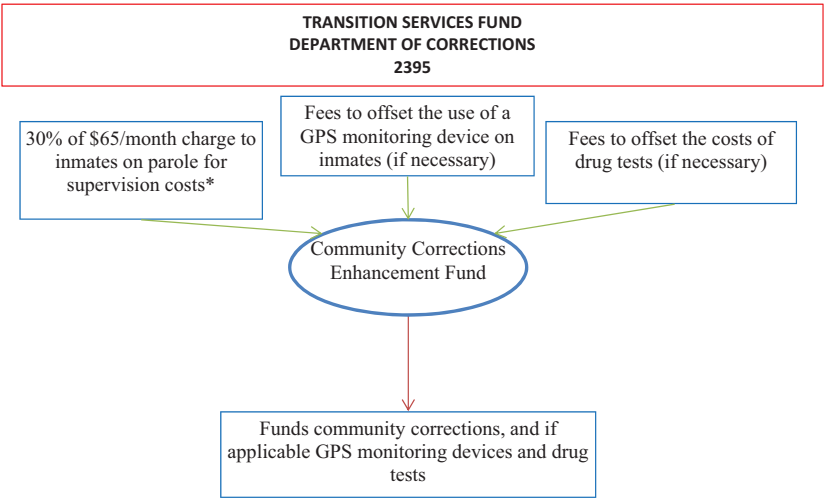 TRANSITION SERVICES FUND
DEPARTMENT OF CORRECTIONS
2395
30% of $65/month charge to
inmates on parole for
supervision costs*
Fees to offset the use of a
GPS monitoring device on
inmates (if necessary)
Fees to offset the costs of
drug tests (if necessary)
Community Corrections
Enhancement Fund
Funds community corrections, and if
applicable GPS monitoring devices and drug
tests